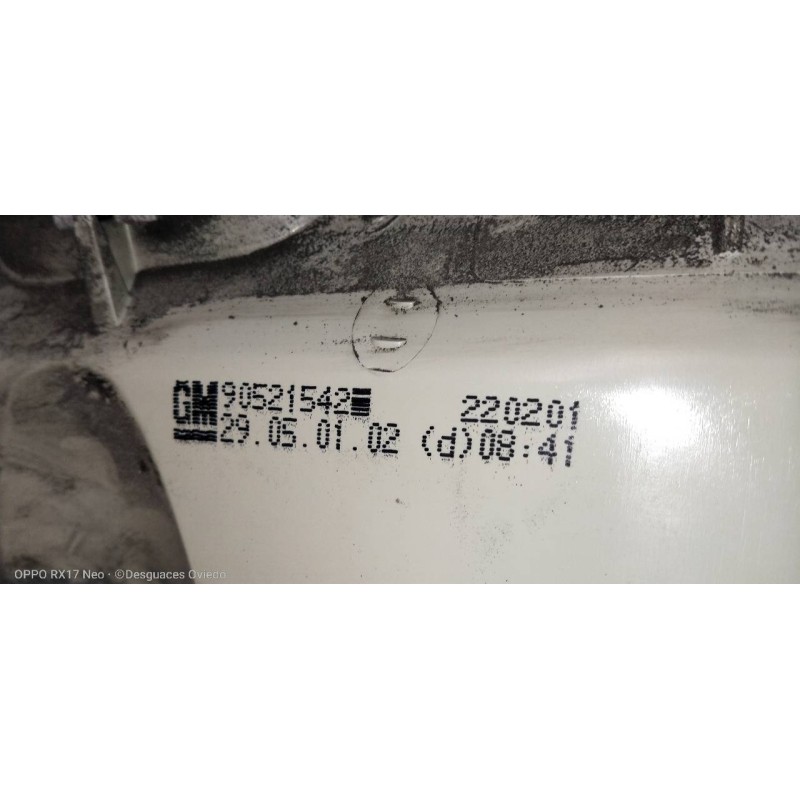 GM 90521542 220201
29.05.01.02 (d)08:41
OPPO RX17 Neo • ©Desguaces Oviedo